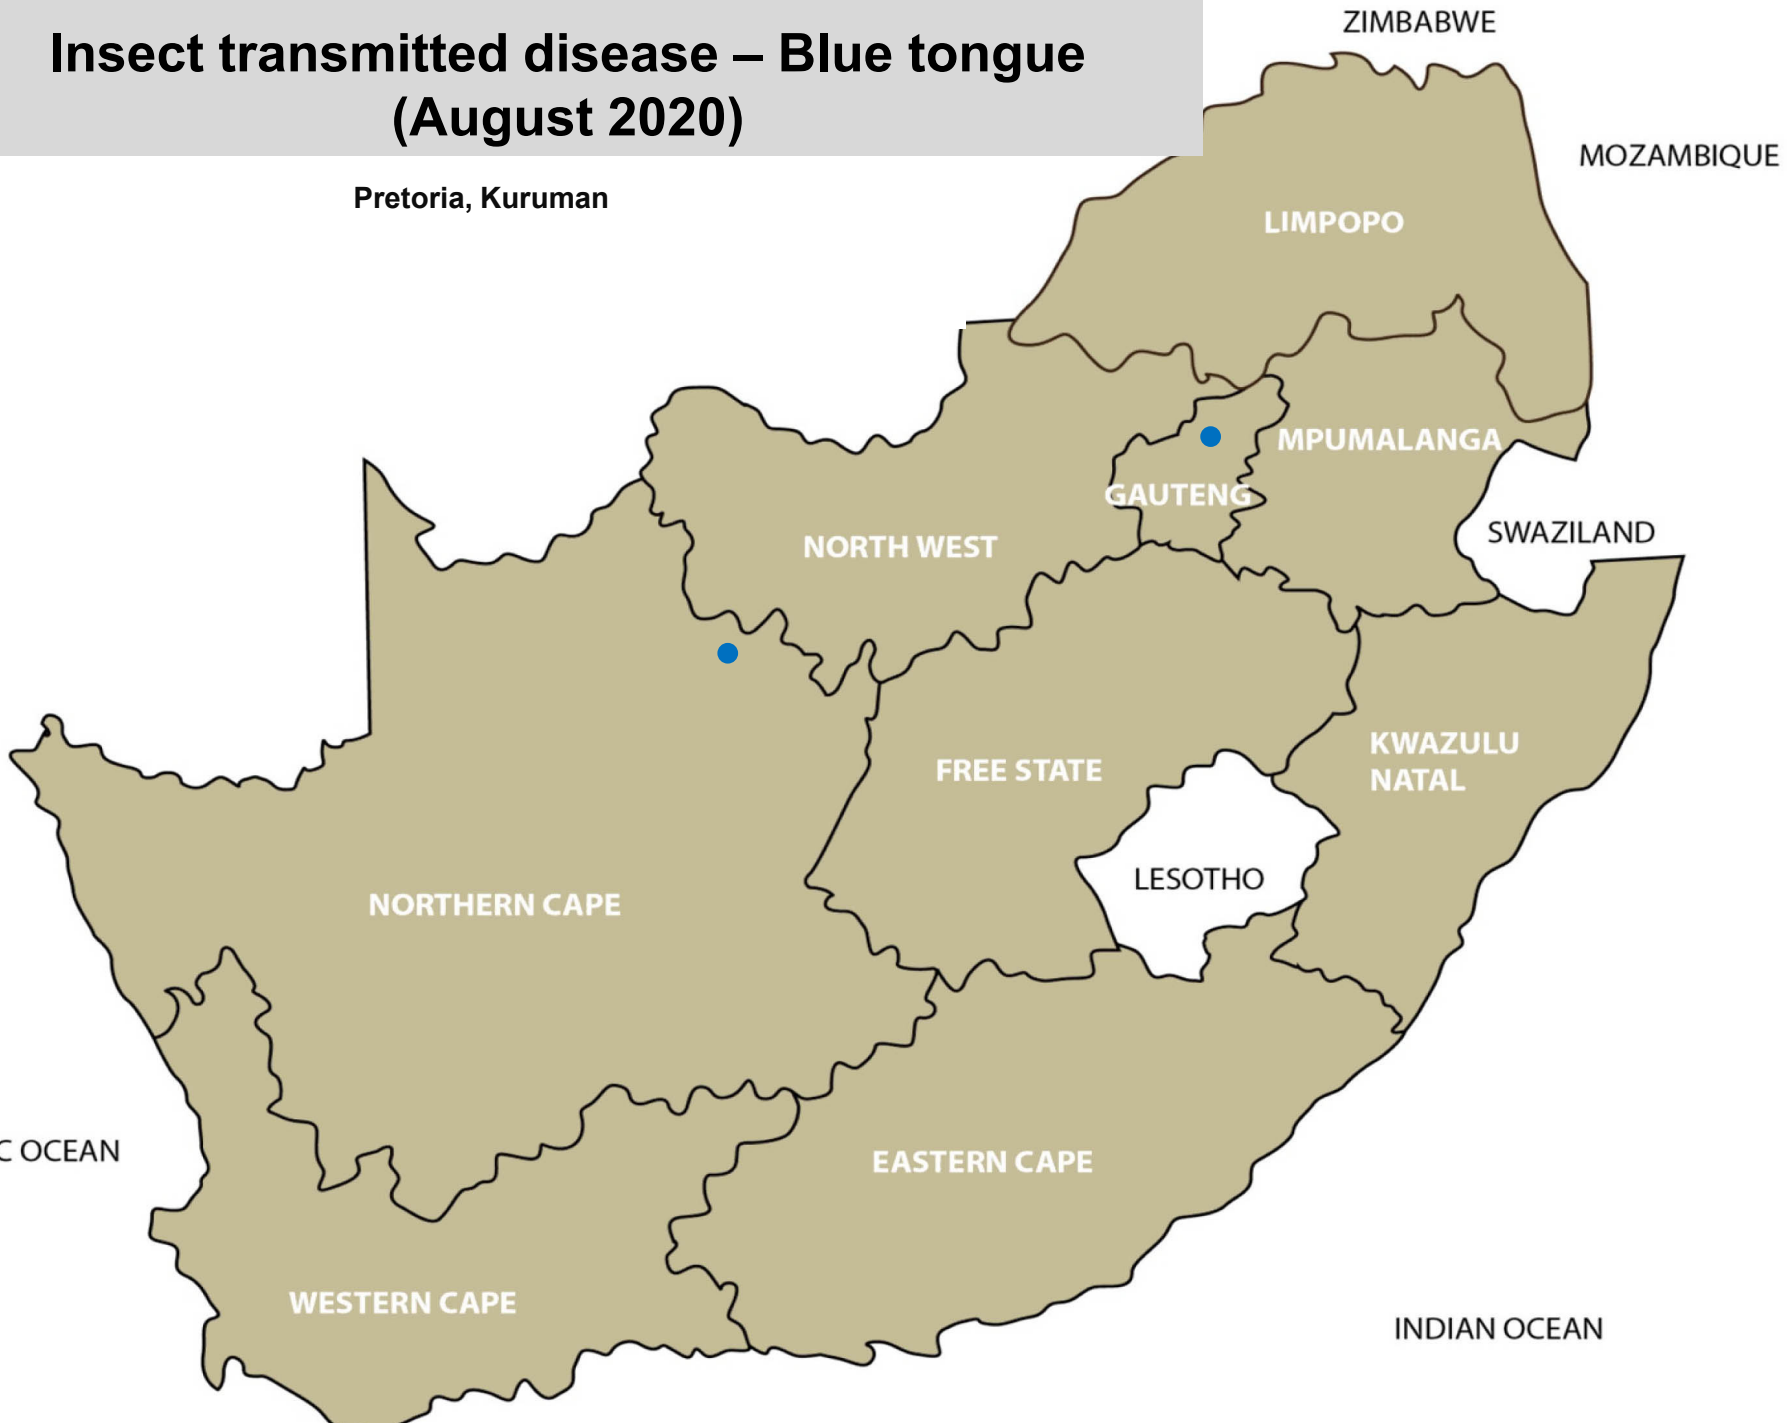 Insect transmitted disease – Blue tongue
(August 2020)
Pretoria, Kuruman
ZIMBABWE
MOZAMBIQUE
LIMPOPO
MPUMALANGA
GAUTENG
SWAZILAND
NORTH WEST
KWAZULU
NATAL
FREE STATE
LESOTHO
NORTHERN CAPE
C OCEAN
EASTERN CAPE
WESTERN CAPE
INDIAN OCEAN